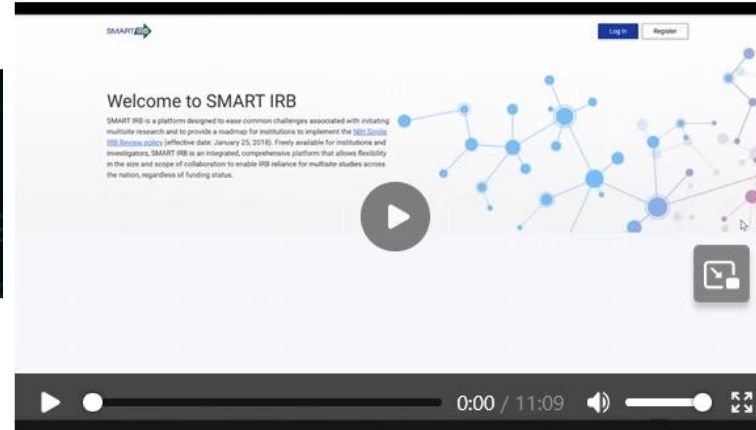 SMART IRB
Log In Register
Welcome to SMART IRB
SMART IRB is a platform designed to ease common challenges associated with initiating
multisite research and to provide a roadmap for institutions to implement the NIH Single
IRB Review policy (effective date: January 25, 2018). Freely available for institutions and
investigators, SMART IRB is an integrated, comprehensive platform that allows flexibility
in the size and scope of collaboration to enable IRB reliance for multisite studies across
the nation, regardless of funding status.
0:00 / 11:09